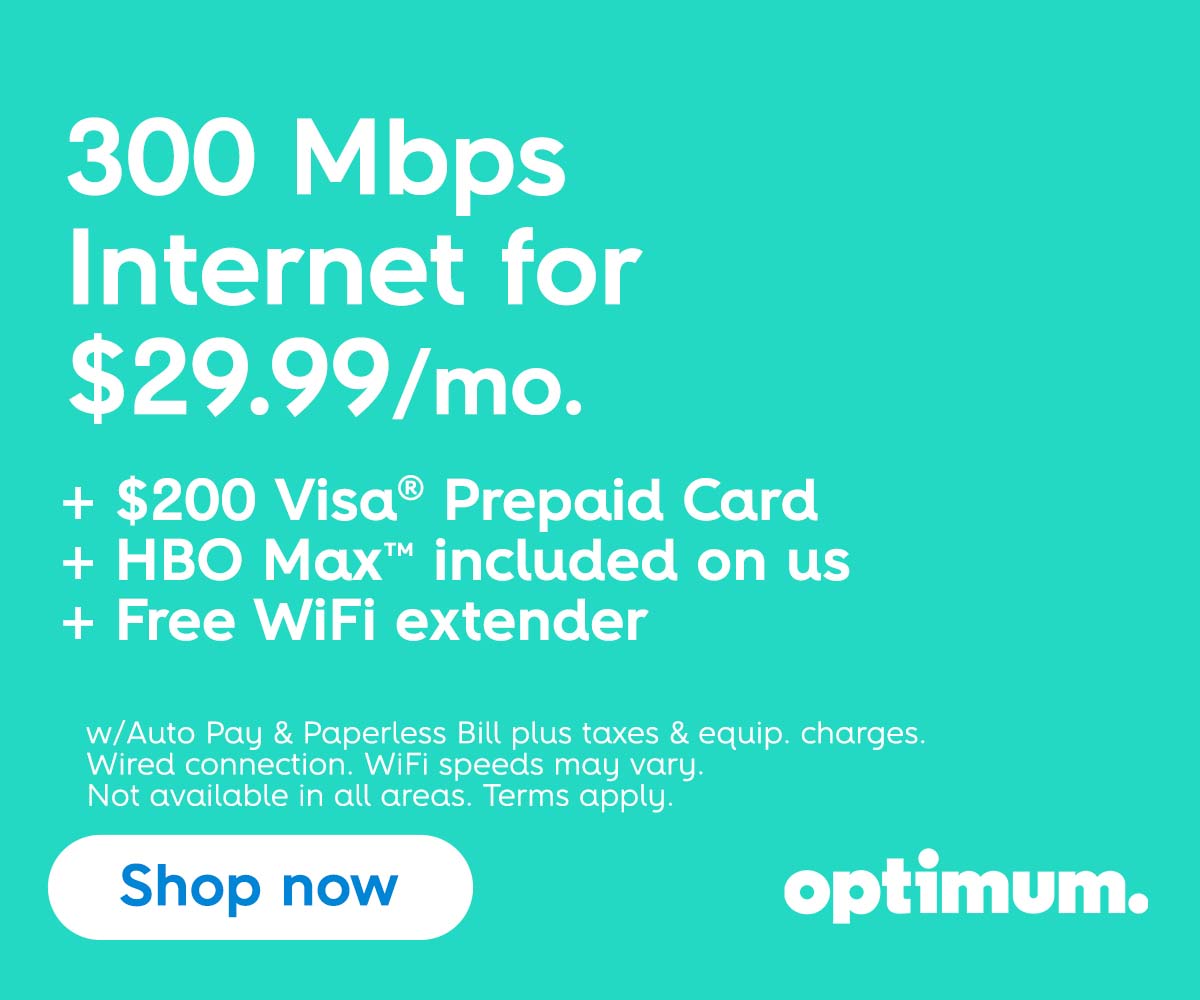 300 Mbps
Internet for
$29.99/mo.
+ $200 Visa® Prepaid Card
+ HBO Max™ included on us
+ Free WiFi extender
w/Auto Pay & Paperless Bill plus taxes & equip. charges.
Wired connection. WiFi speeds may vary.
Not available in all areas. Terms apply.
Shop now
optimum.